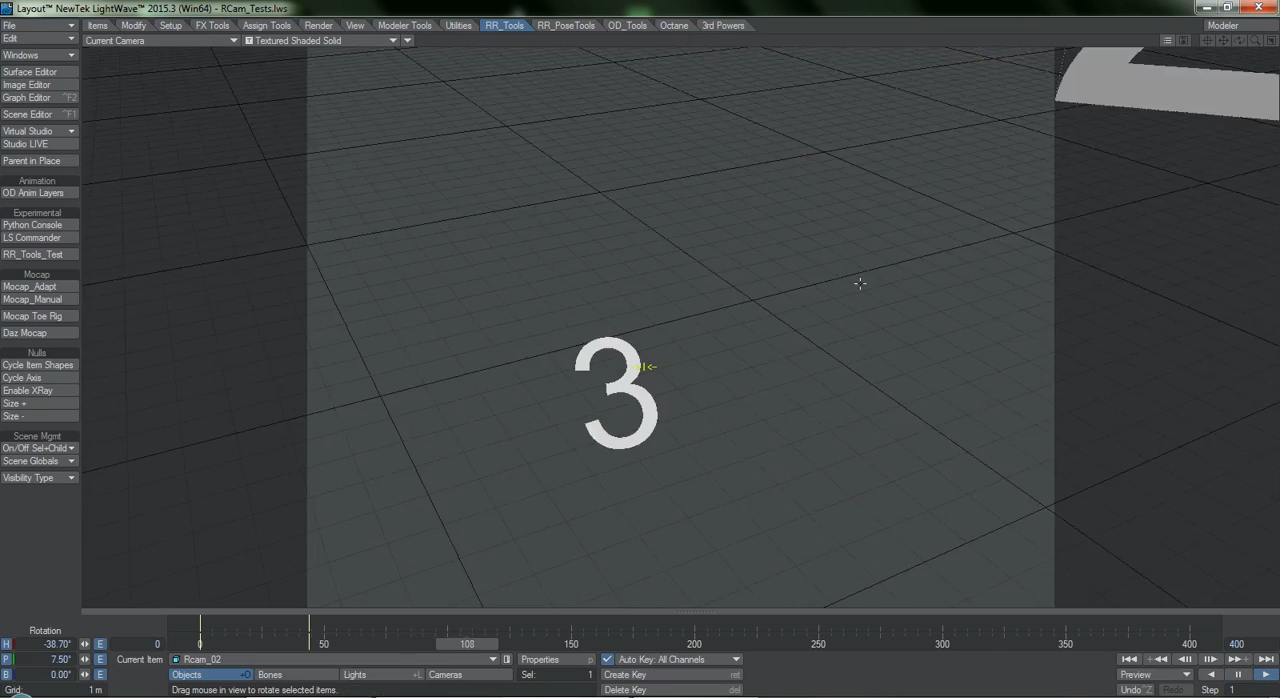 Layout™ NewTek LightWave™ 2015.3 (Win64) - RCam_Tests.lws
File Items Modify Setup FX Tools Assign Tools Render View Modeler Tools Utilities RR_Tools RR_PoseTools OD_Tools Octane 3rd Powers Modeler
Edit Current Camera T Textured Shaded Solid
Windows
Surface Editor
Image Editor
Graph Editor ^F2
Scene Editor ^F1
Virtual Studio
Studio LIVE
Parent in Place
Animation
OD Anim Layers
Experimental
Python Console
LS Commander
RR_Tools_Test
Mocap
Mocap_Adapt
Mocap_Manual
Mocap Toe Rig
Daz Mocap
Nulls
Cycle Item Shapes
Cycle Axis
Enable XRay
Size +
Size -
Scene Mgmt
On/Off Sel+Child
Scene Globals
Visibility Type
3
Rotation
H -38.70° E 0 0 50 108 150 200 250 300 350 400 400
P 7.50° E Current Item Rcam_02 Properties p Auto Key: All Channels
B 0.00° E Objects +O Bones Lights +L Cameras Sel: 1 Create Key ret Preview
Grid: 1 m Drag mouse in view to rotate selected items. Delete Key del Undo ^Z Redo Step 1